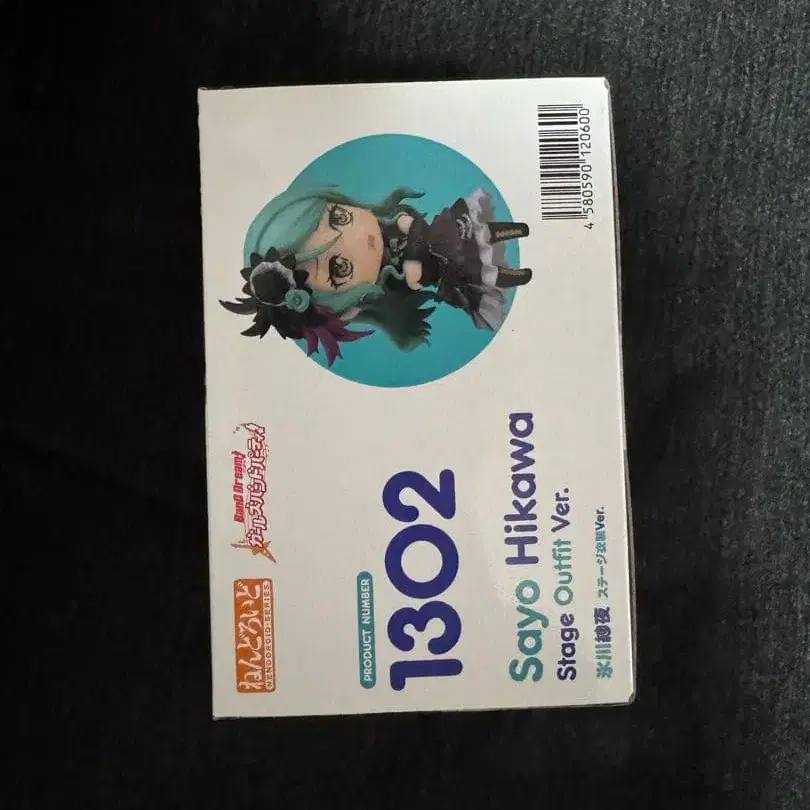 ねんどろいど
NENDOROID SERIES
BanG Dream!
ガールズバンドパーティ!
PRODUCT NUMBER
1302
Sayo Hikawa
Stage Outfit Ver.
氷川紗夜 ステージ衣装Ver.
4 580590 120600